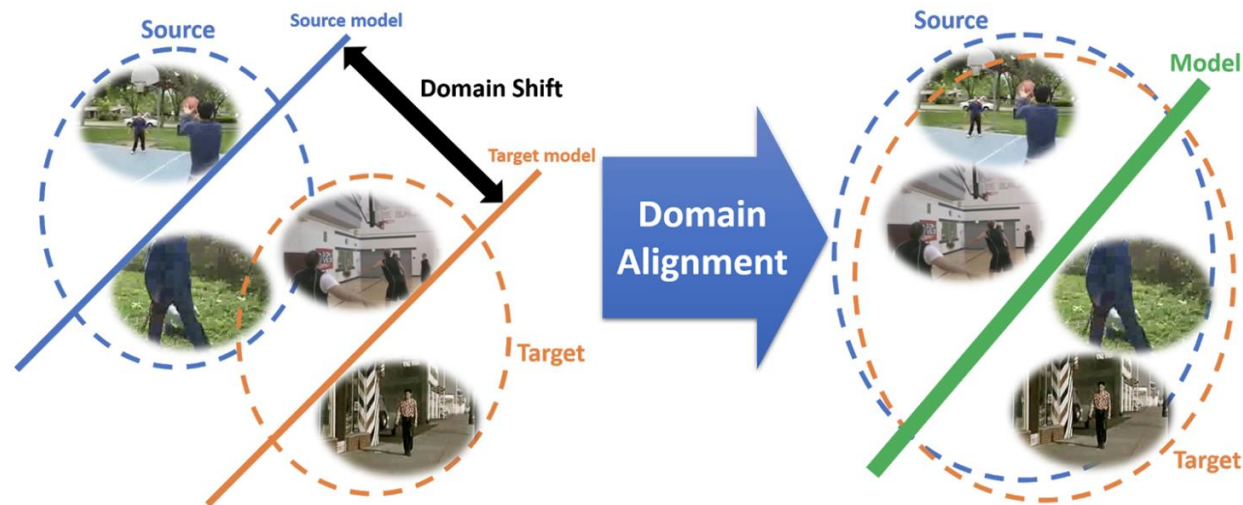 Source model
Source
Domain Shift
Target model
Target
Domain
Alignment
Source
Model
Target